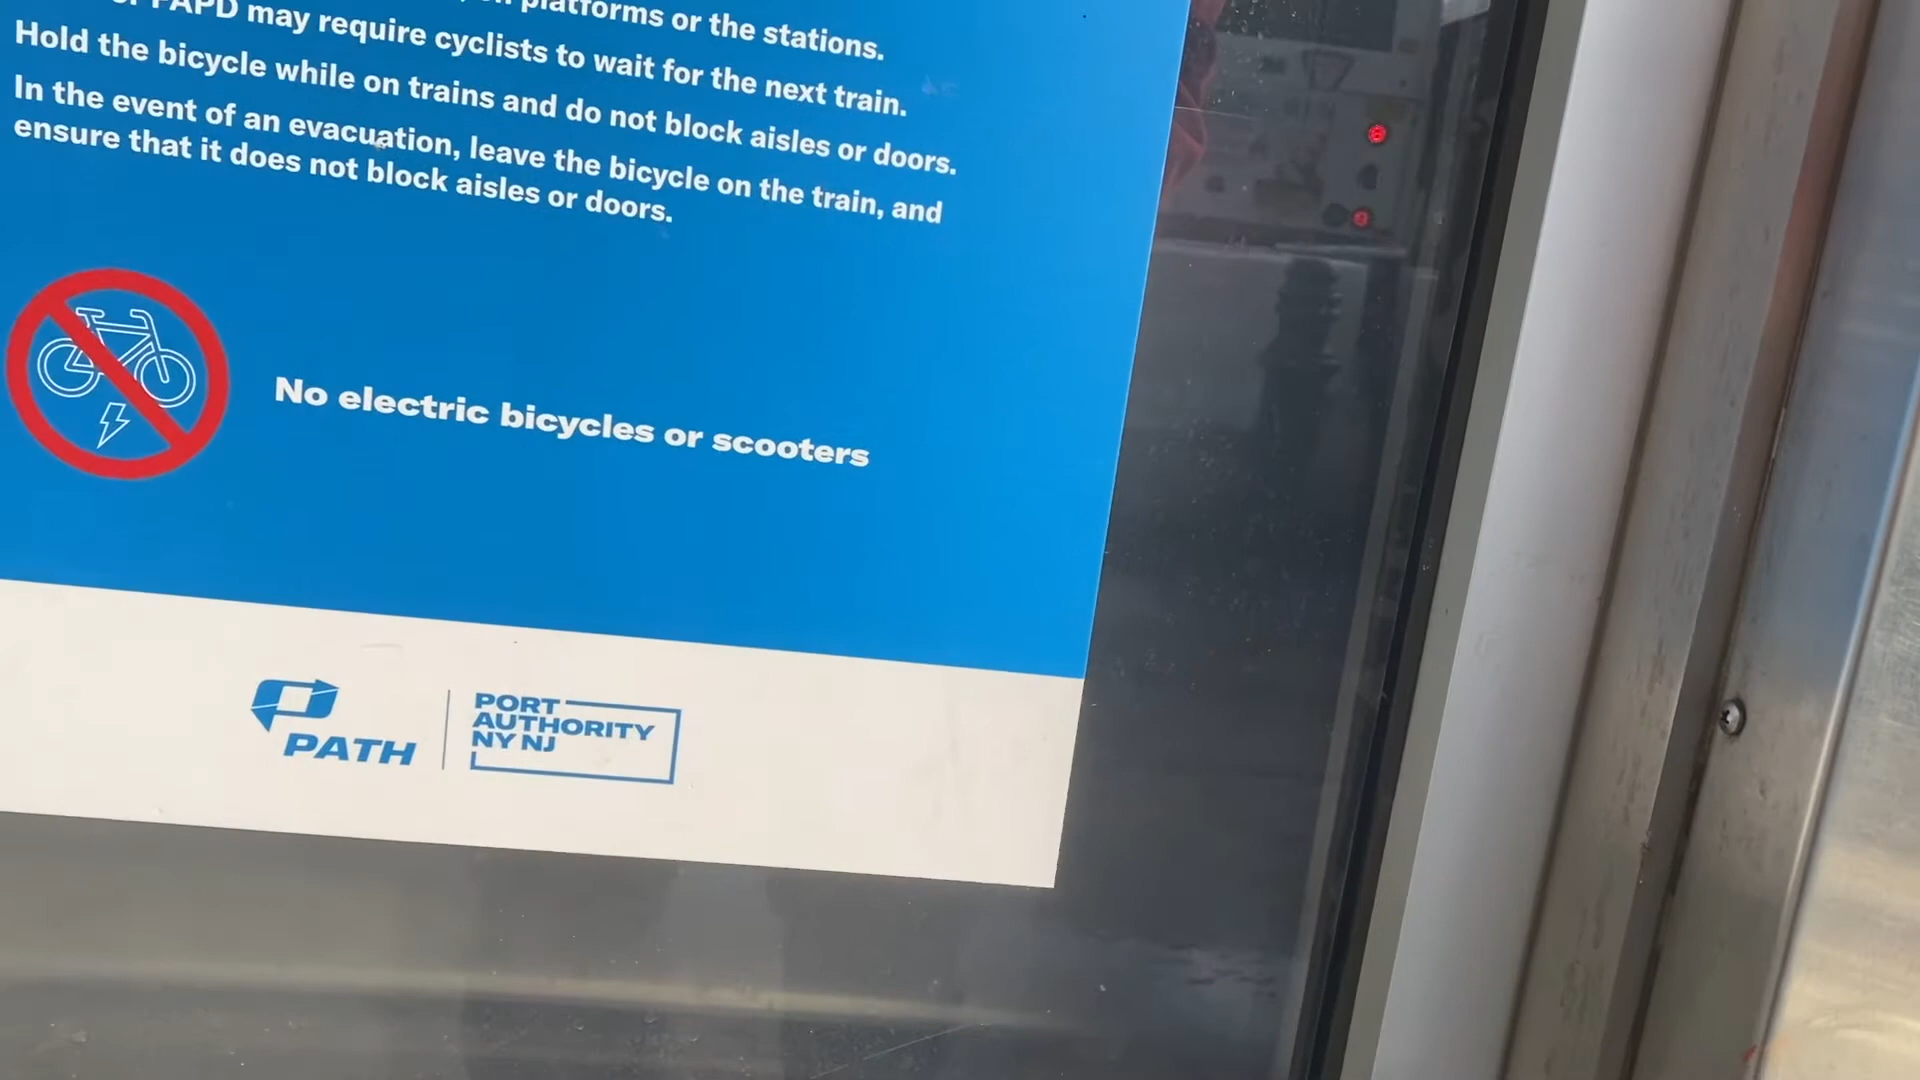 platforms or the stations.
PAPD may require cyclists to wait for the next train.
Hold the bicycle while on trains and do not block aisles or doors.
In the event of an evacuation, leave the bicycle on the train, and
ensure that it does not block aisles or doors.
No electric bicycles or scooters
PATH
PORT
AUTHORITY
NY NJ